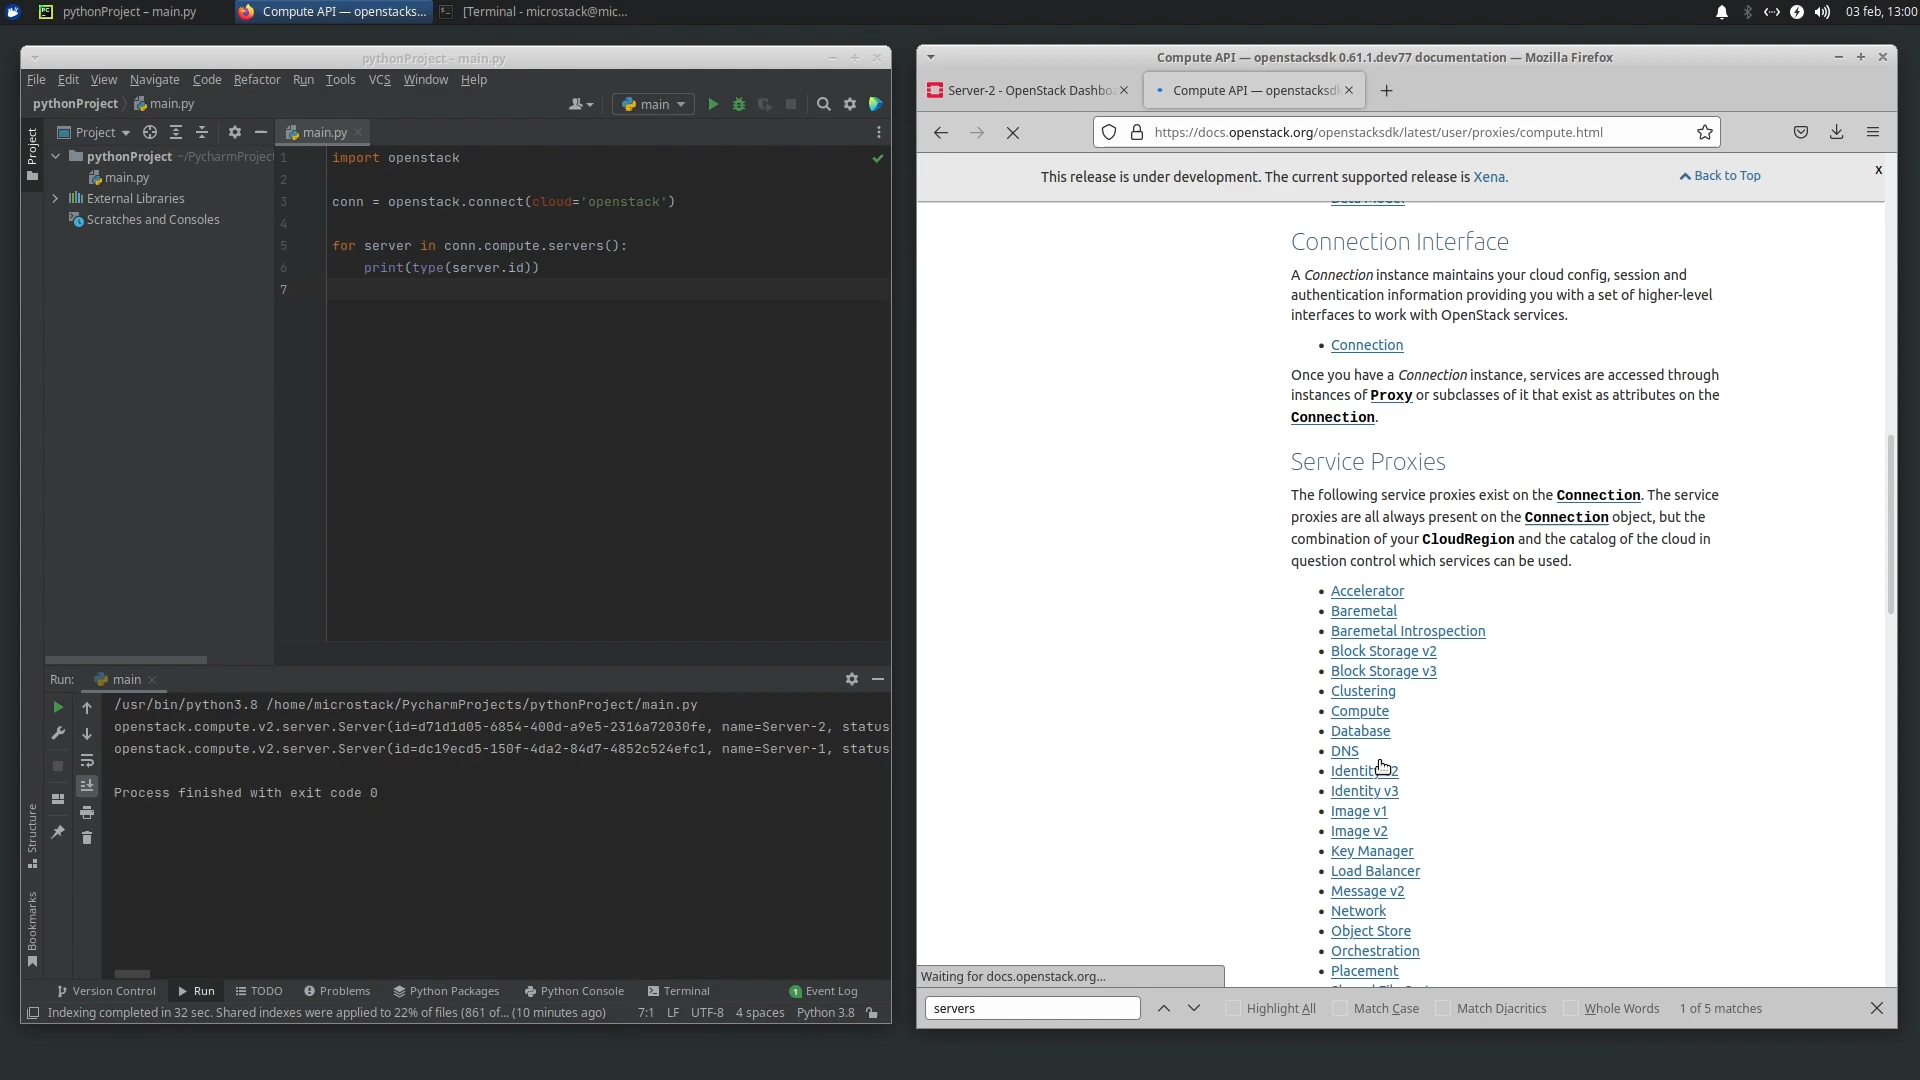 pythonProject – main.py
Compute API — openstacks...
[Terminal - microstack@mic...
03 feb, 13:00
pythonProject – main.py
File Edit View Navigate Code Refactor Run Tools VCS Window Help
pythonProject main.py
main
Project
main.py
Project
pythonProject ~/PycharmProject
main.py
External Libraries
Scratches and Consoles
1 import openstack
2
3 conn = openstack.connect(cloud='openstack')
4
5 for server in conn.compute.servers():
6 print(type(server.id))
7
Run: main
/usr/bin/python3.8 /home/microstack/PycharmProjects/pythonProject/main.py
openstack.compute.v2.server.Server(id=d71d1d05-6854-400d-a9e5-2316a72030fe, name=Server-2, status
openstack.compute.v2.server.Server(id=dc19ecd5-150f-4da2-84d7-4852c524efc1, name=Server-1, status
Process finished with exit code 0
Structure
Bookmarks
Version Control Run TODO Problems Python Packages Python Console Terminal 1 Event Log
Indexing completed in 32 sec. Shared indexes were applied to 22% of files (861 of... (10 minutes ago) 7:1 LF UTF-8 4 spaces Python 3.8
Compute API — openstacksdk 0.61.1.dev77 documentation — Mozilla Firefox
Server-2 - OpenStack Dashbo
Compute API — openstacksd
https://docs.openstack.org/openstacksdk/latest/user/proxies/compute.html
This release is under development. The current supported release is Xena.
Back to Top
x
Connection Interface
A Connection instance maintains your cloud config, session and
authentication information providing you with a set of higher-level
interfaces to work with OpenStack services.
• Connection
Once you have a Connection instance, services are accessed through
instances of Proxy or subclasses of it that exist as attributes on the
Connection.
Service Proxies
The following service proxies exist on the Connection. The service
proxies are all always present on the Connection object, but the
combination of your CloudRegion and the catalog of the cloud in
question control which services can be used.
• Accelerator
• Baremetal
• Baremetal Introspection
• Block Storage v2
• Block Storage v3
• Clustering
• Compute
• Database
• DNS
• Identity v2
• Identity v3
• Image v1
• Image v2
• Key Manager
• Load Balancer
• Message v2
• Network
• Object Store
• Orchestration
• Placement
Waiting for docs.openstack.org...
servers
Highlight All Match Case Match Diacritics Whole Words 1 of 5 matches